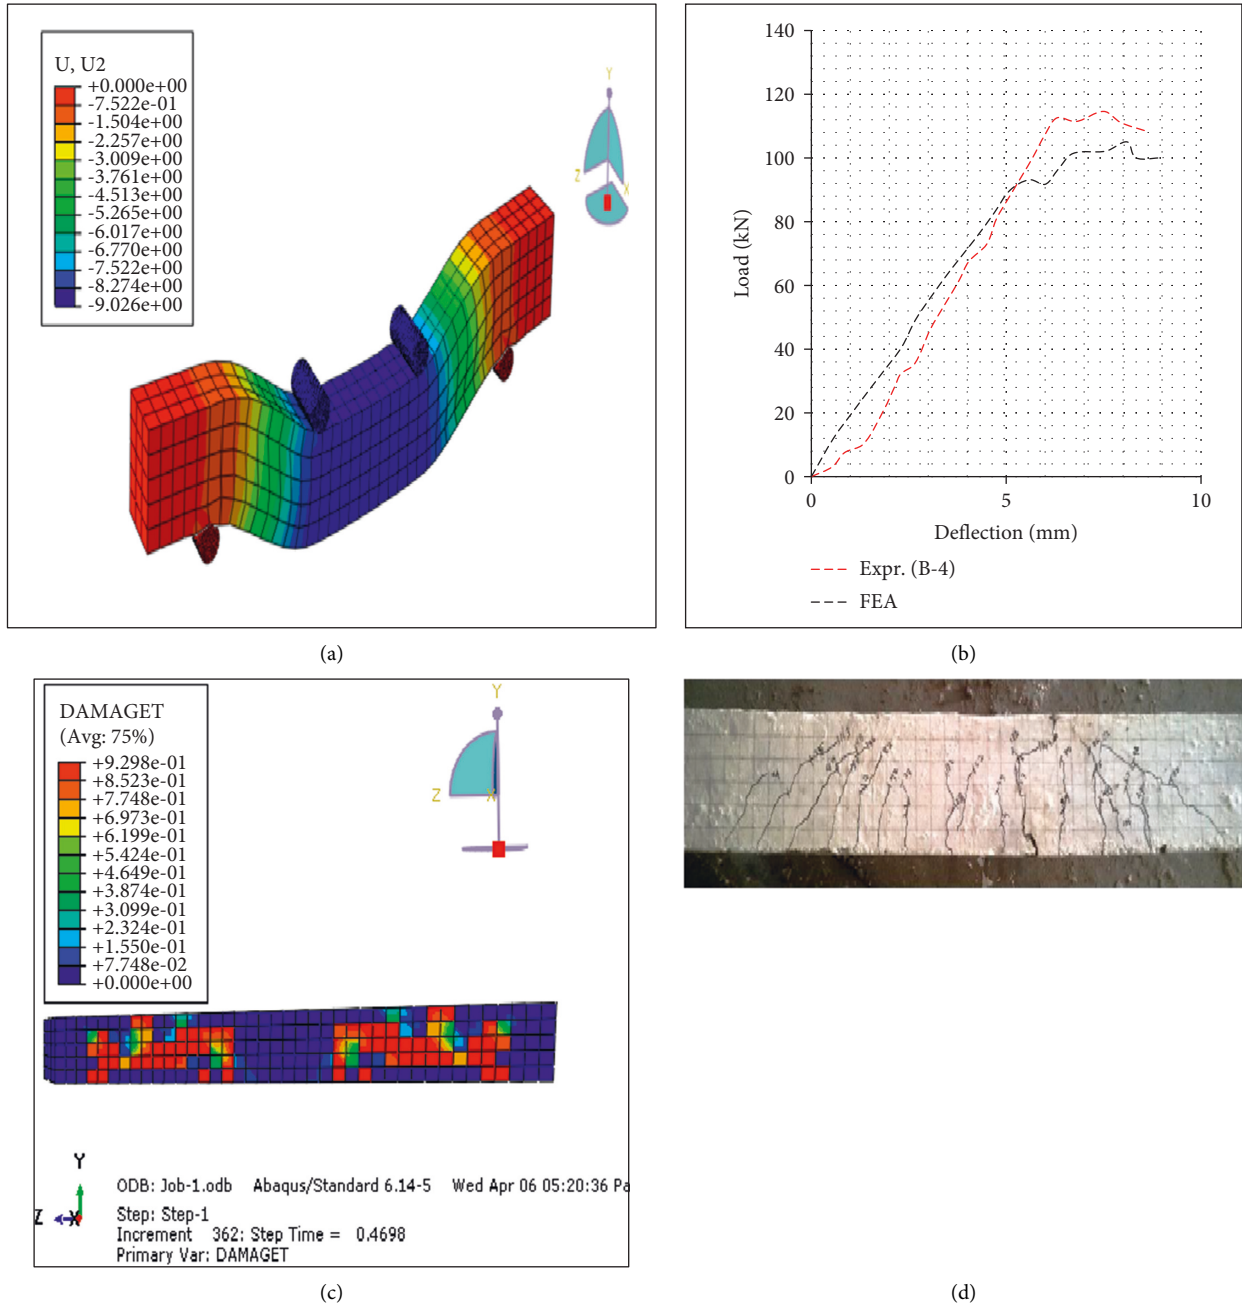 U, U2
+0.000e+00
-7.522e-01
-1.504e+00
-2.257e+00
-3.009e+00
-3.761e+00
-4.513e+00
-5.265e+00
-6.017e+00
-6.770e+00
-7.522e+00
-8.274e+00
-9.026e+00
Y
Z
X
(a)
140
120
100
80
60
40
20
0
Load (kN)
0
5
10
Deflection (mm)
Expr. (B-4)
FEA
(b)
DAMAGET
(Avg: 75%)
+9.298e-01
+8.523e-01
+7.748e-01
+6.973e-01
+6.199e-01
+5.424e-01
+4.649e-01
+3.874e-01
+3.099e-01
+2.324e-01
+1.550e-01
+7.748e-02
+0.000e+00
Y
Z
X
Y
Z
X
ODB: Job-1.odb Abaqus/Standard 6.14-5 Wed Apr 06 05:20:36 Pa
Step: Step-1
Increment 362: Step Time = 0.4698
Primary Var: DAMAGET
(c)
(d)